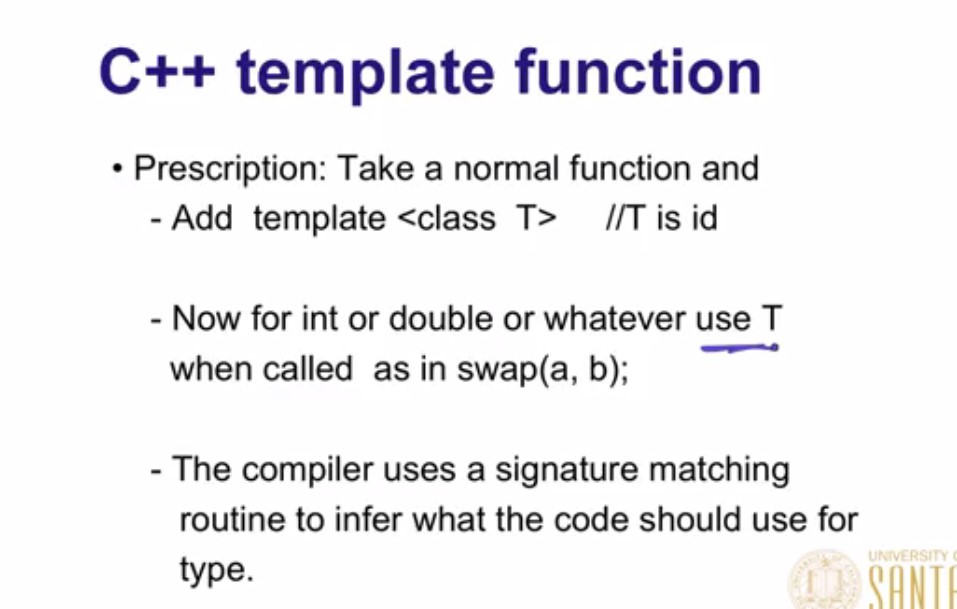 C++ template function
• Prescription: Take a normal function and
- Add template <class T> //T is id
- Now for int or double or whatever use T
when called as in swap(a, b);
- The compiler uses a signature matching
routine to infer what the code should use for
type.
UNIVERSITY
SANT